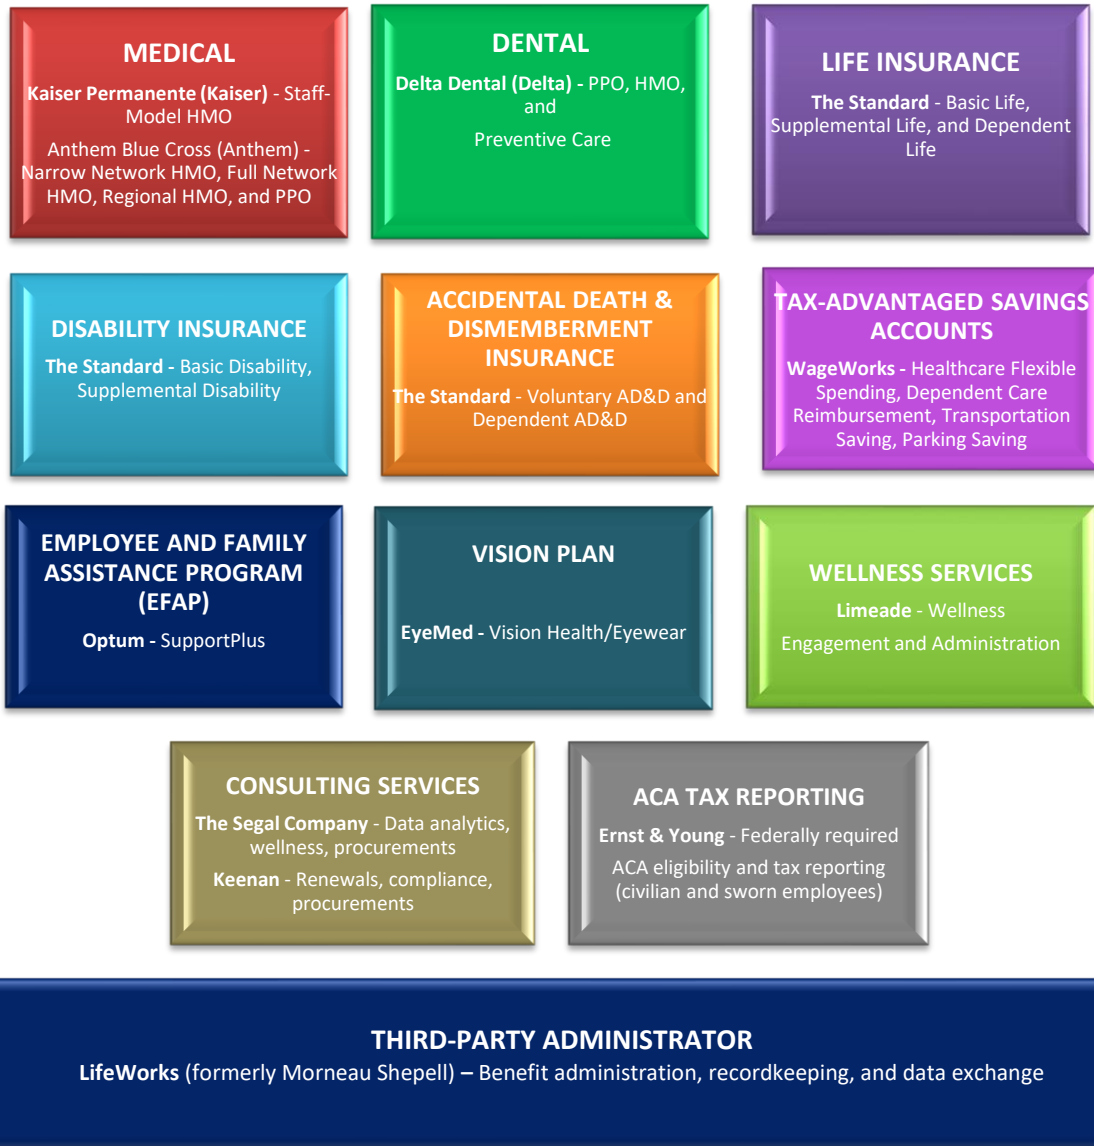 MEDICAL
Kaiser Permanente (Kaiser) - Staff-
Model HMO
Anthem Blue Cross (Anthem) -
Narrow Network HMO, Full Network
HMO, Regional HMO, and PPO
DENTAL
Delta Dental (Delta) - PPO, HMO,
and
Preventive Care
LIFE INSURANCE
The Standard - Basic Life,
Supplemental Life, and Dependent
Life
DISABILITY INSURANCE
The Standard - Basic Disability,
Supplemental Disability
ACCIDENTAL DEATH &
DISMEMBERMENT
INSURANCE
The Standard - Voluntary AD&D and
Dependent AD&D
TAX-ADVANTAGED SAVINGS
ACCOUNTS
WageWorks - Healthcare Flexible
Spending, Dependent Care
Reimbursement, Transportation
Saving, Parking Saving
EMPLOYEE AND FAMILY
ASSISTANCE PROGRAM
(EFAP)
Optum - SupportPlus
VISION PLAN
EyeMed - Vision Health/Eyewear
WELLNESS SERVICES
Limeade - Wellness
Engagement and Administration
CONSULTING SERVICES
The Segal Company - Data analytics,
wellness, procurements
Keenan - Renewals, compliance,
procurements
ACA TAX REPORTING
Ernst & Young - Federally required
ACA eligibility and tax reporting
(civilian and sworn employees)
THIRD-PARTY ADMINISTRATOR
LifeWorks (formerly Morneau Shepell) – Benefit administration, recordkeeping, and data exchange